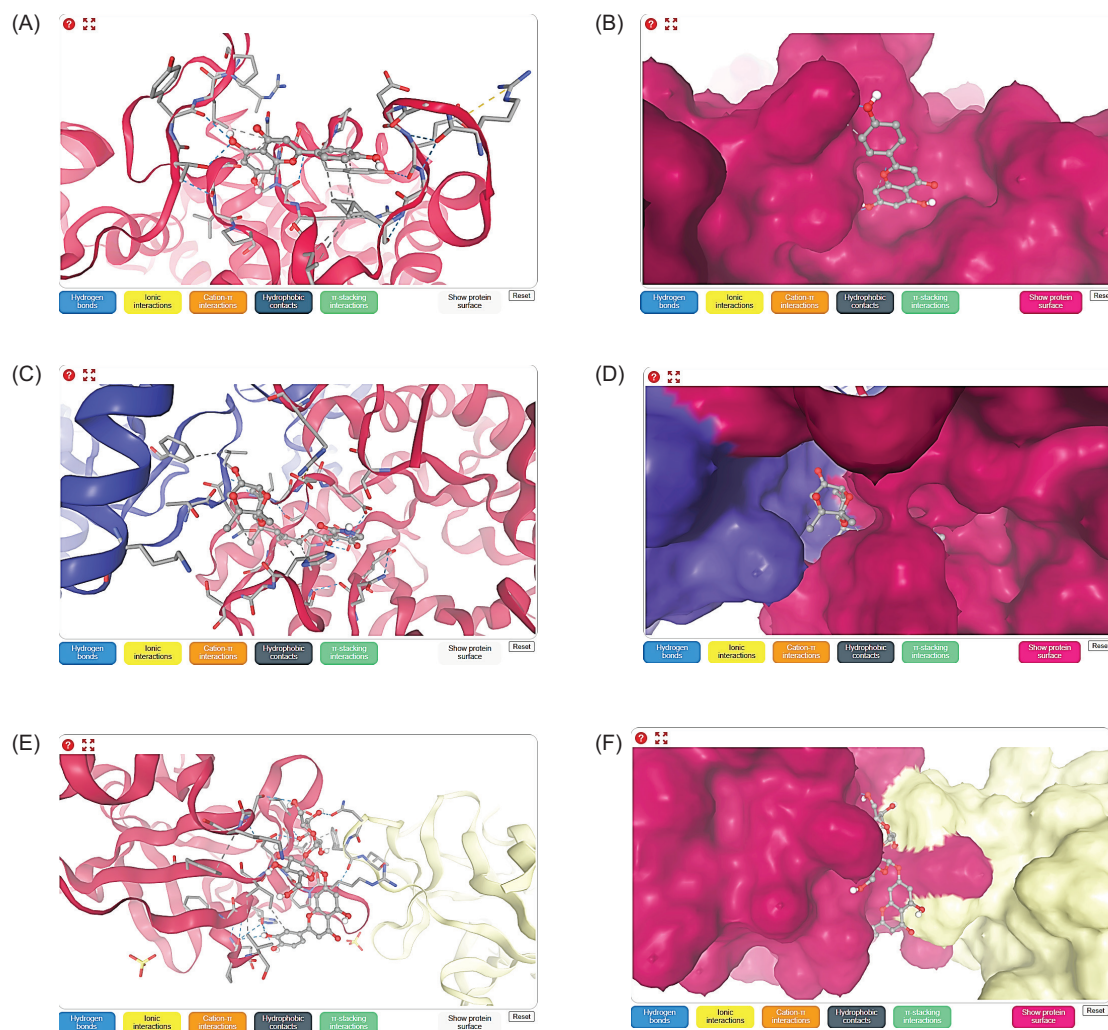 (A)
?
Hydrogen bonds
Ionic interactions
Cation-π interactions
Hydrophobic contacts
π-stacking interactions
Show protein surface
Reset
(B)
?
Hydrogen bonds
Ionic interactions
Cation-π interactions
Hydrophobic contacts
π-stacking interactions
Show protein surface
Reset
(C)
?
Hydrogen bonds
Ionic interactions
Cation-π interactions
Hydrophobic contacts
π-stacking interactions
Show protein surface
Reset
(D)
?
Hydrogen bonds
Ionic interactions
Cation-π interactions
Hydrophobic contacts
π-stacking interactions
Show protein surface
Reset
(E)
?
Hydrogen bonds
Ionic interactions
Cation-π interactions
Hydrophobic contacts
π-stacking interactions
Show protein surface
Reset
(F)
?
Hydrogen bonds
Ionic interactions
Cation-π interactions
Hydrophobic contacts
π-stacking interactions
Show protein surface
Reset